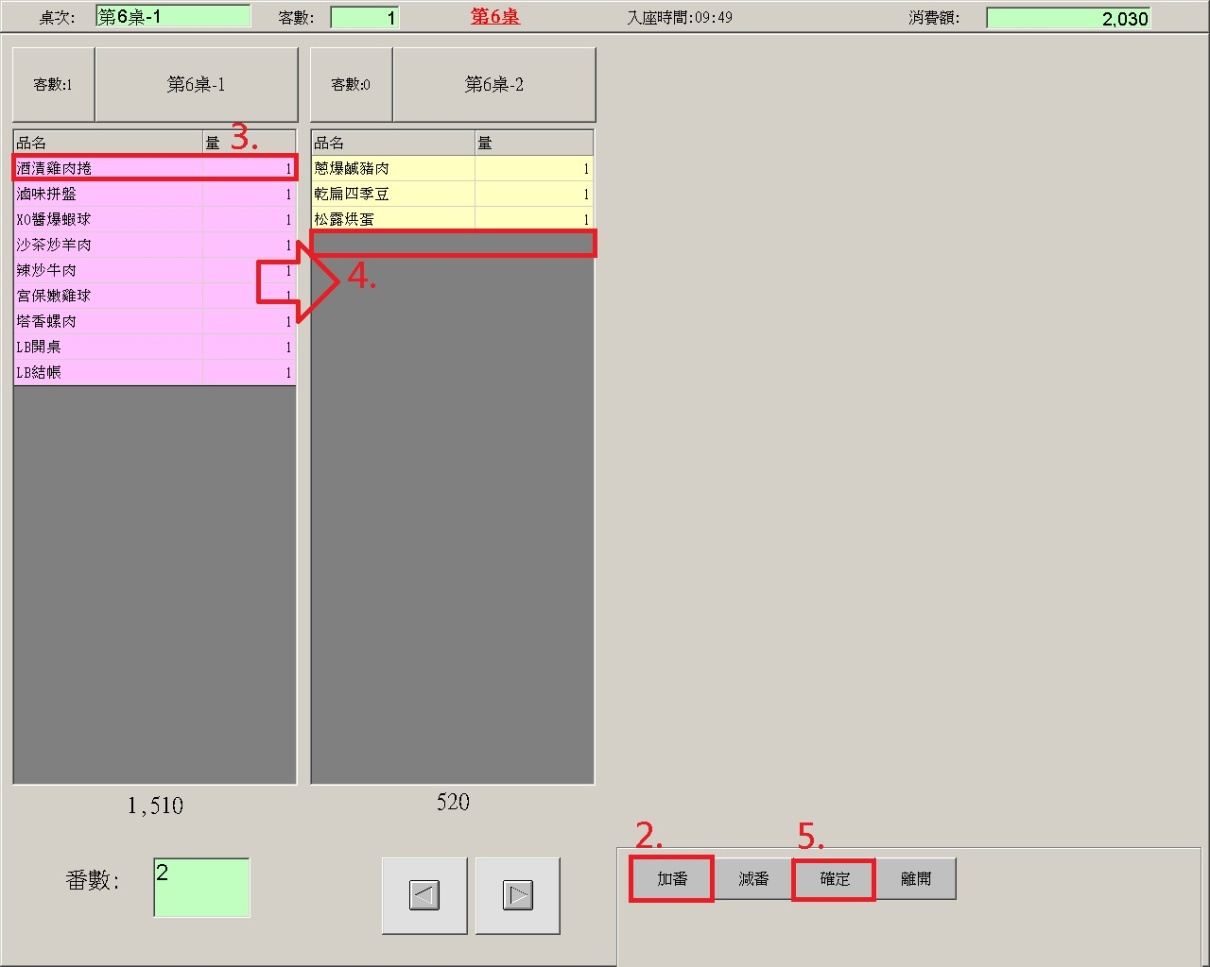 桌次: 第6桌-1 客數: 1 第6桌 入座時間:09:49 消費額: 2,030
客數:1 第6桌-1 客數:0 第6桌-2
品名 量 3. 品名 量
酒漬雞肉捲 1 蔥爆鹹豬肉 1
滷味拼盤 1 乾扁四季豆 1
XO醬爆蝦球 1 松露烘蛋 1
沙茶炒羊肉 1
辣炒牛肉 1 4.
宮保嫩雞球 1
塔香螺肉 1
LB開桌 1
LB結帳 1
1,510 520
2. 5.
番數: 2 加番 減番 確定 離開